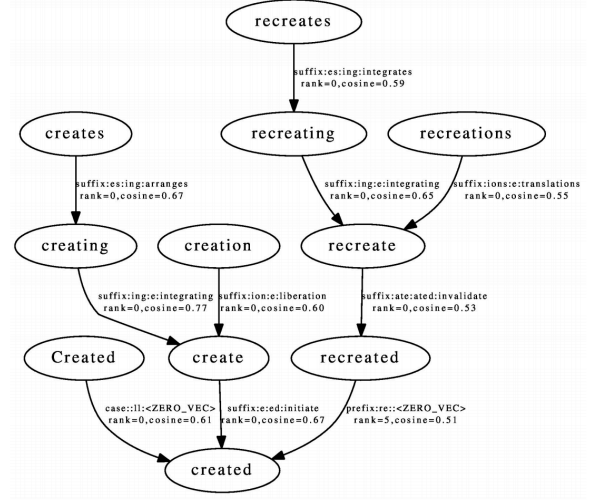 recreates
suffix:es:ing:integrates
rank=0,cosine=0.59
creates
recreating
recreations
suffix:es:ing:arranges
rank=0,cosine=0.67
suffix:ing:e:integrating
rank=0,cosine=0.65
suffix:ions:e:translations
rank=0,cosine=0.55
creating
creation
recreate
suffix:ing:e:integrating
rank=0,cosine=0.77
suffix:ion:e:liberation
rank=0,cosine=0.60
suffix:ate:ated:invalidate
rank=0,cosine=0.53
Created
create
recreated
case::ll:<ZERO_VEC>
rank=0,cosine=0.61
suffix:e:ed:initiate
rank=0,cosine=0.67
prefix:re::<ZERO_VEC>
rank=5,cosine=0.51
created